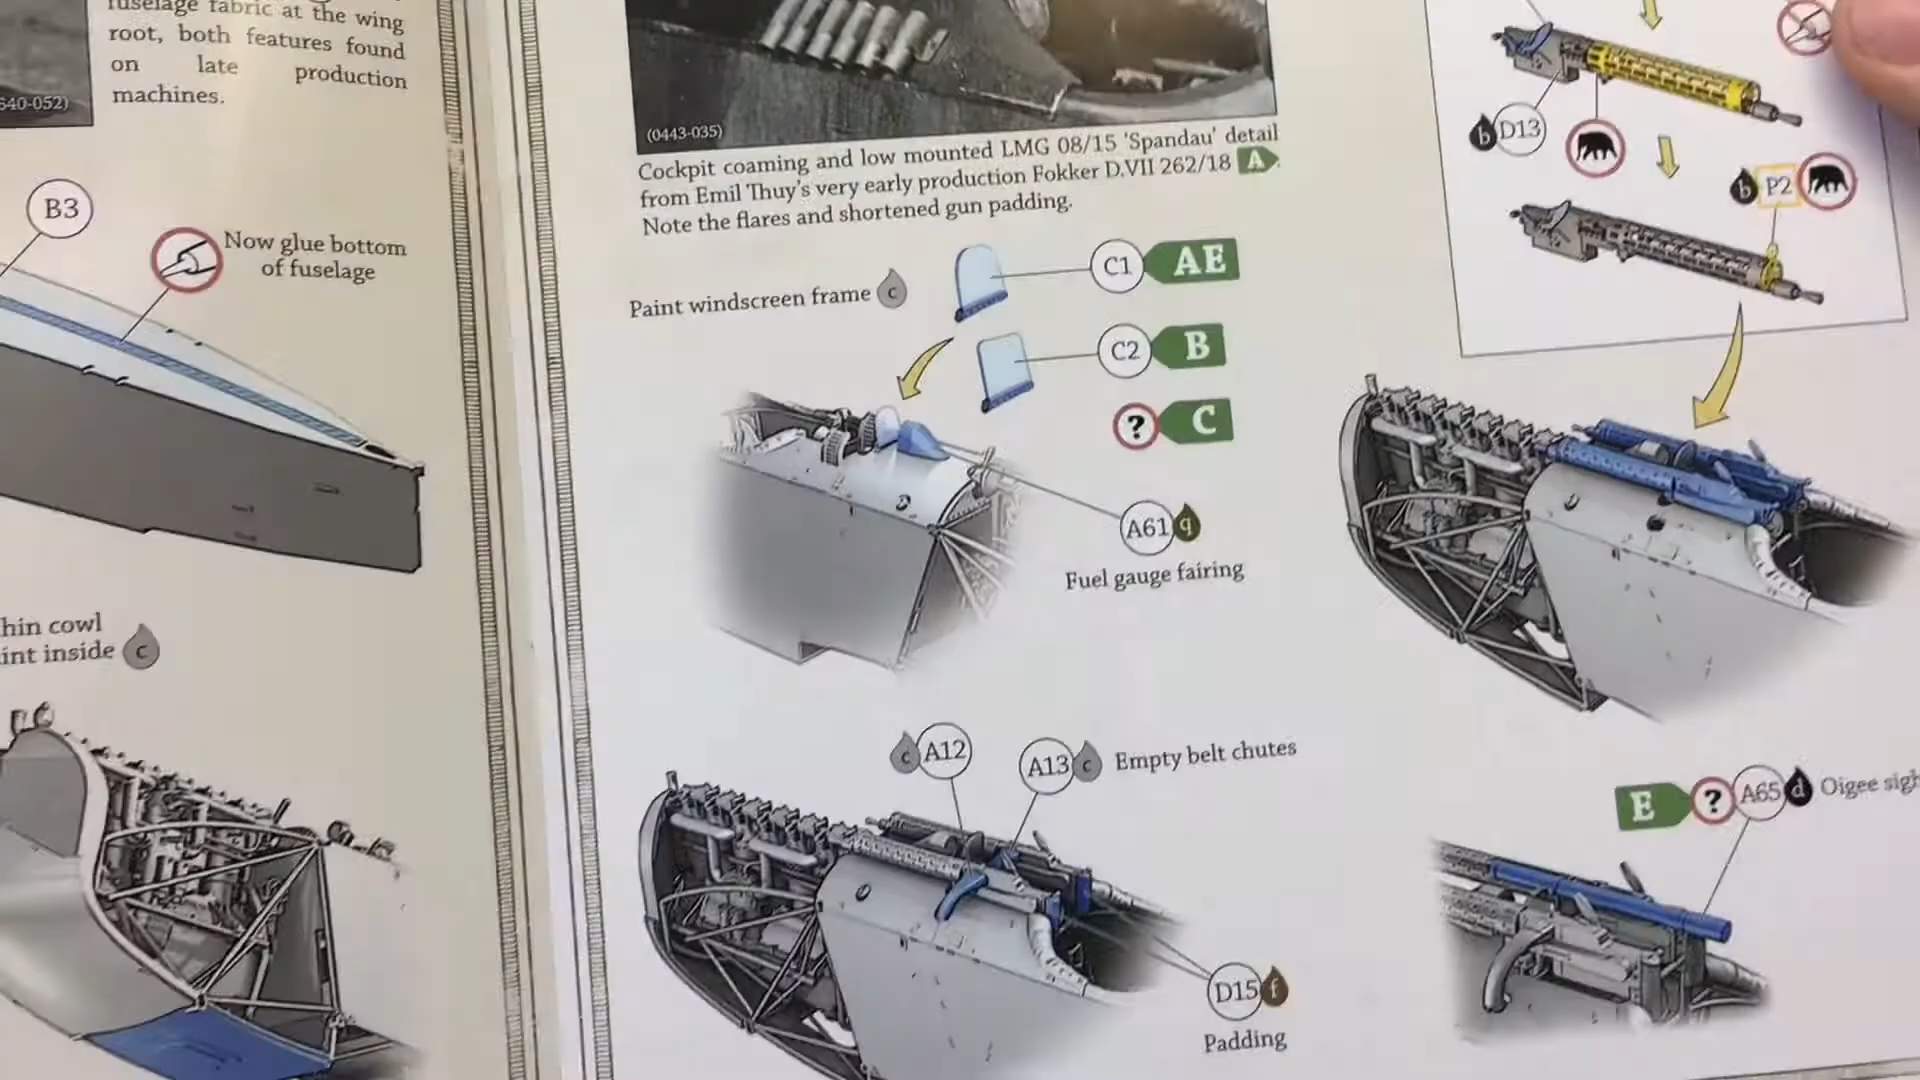 fuselage fabric at the wing
root, both features found
on late production
machines.
640-052)
B3
Now glue bottom
of fuselage
hin cowl
int inside c
(0443-035)
Cockpit coaming and low mounted LMG 08/15 'Spandau' detail
from Emil Thuy's very early production Fokker D.VII 262/18 A
Note the flares and shortened gun padding.
Paint windscreen frame c
C1 AE
C2 B
? C
A61 q
Fuel gauge fairing
c A12
A13 c Empty belt chutes
D15 f
Padding
b D13
b P2
E ? A65 d Oigee sigh